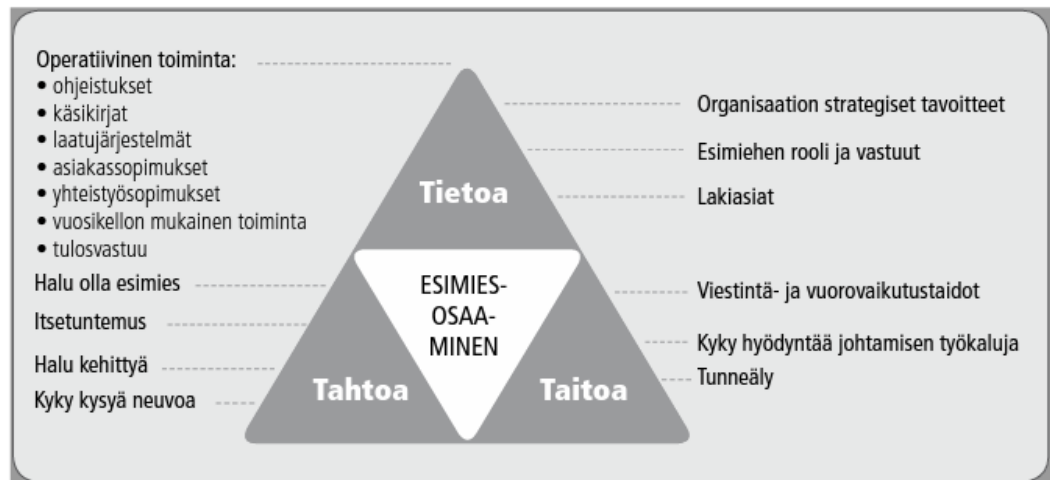 Operatiivinen toiminta:
• ohjeistukset
• käsikirjat
• laatujärjestelmät
• asiakassopimukset
• yhteistyösopimukset
• vuosikellon mukainen toiminta
• tulosvastuu
Halu olla esimies
Itsetuntemus
Halu kehittyä
Kyky kysyä neuvoa
Tietoa
ESIMIES-
OSAA-
MINEN
Tahtoa
Taitoa
Organisaation strategiset tavoitteet
Esimiehen rooli ja vastuut
Lakiasiat
Viestintä- ja vuorovaikutustaidot
Kyky hyödyntää johtamisen työkaluja
Tunneäly